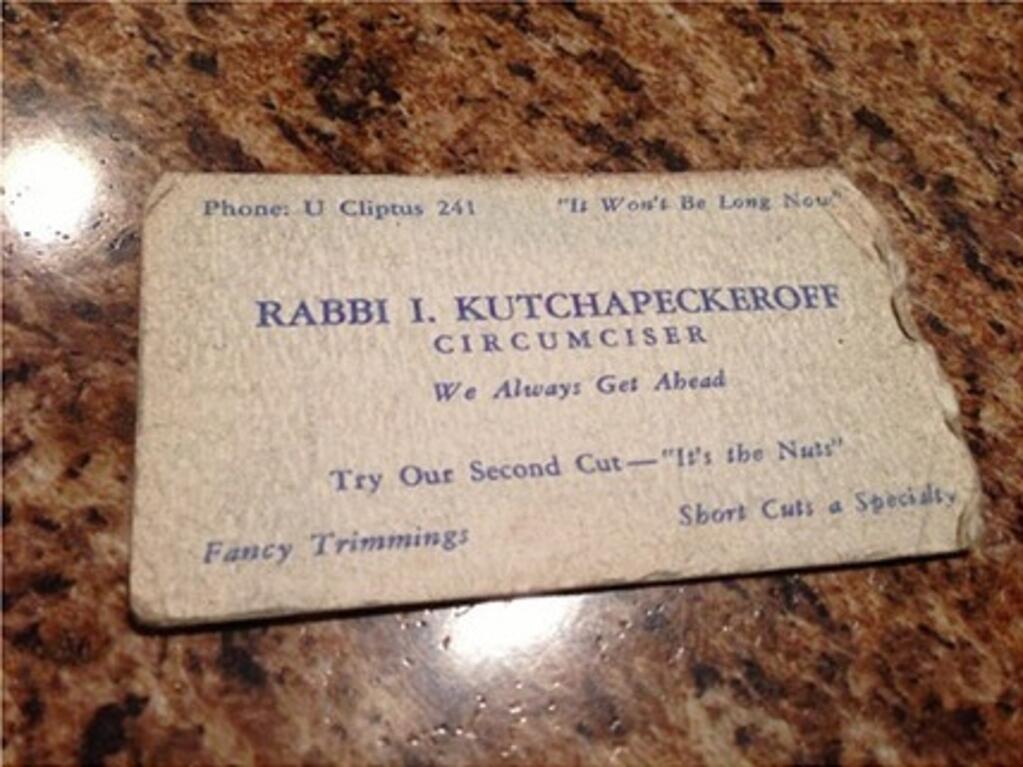 Phone: U Cliptus 241 "It Won't Be Long Now"
RABBI I. KUTCHAPECKEROFF
CIRCUMCISER
We Always Get Ahead
Try Our Second Cut—"It's the Nuts"
Fancy Trimmings Short Cuts a Specialty